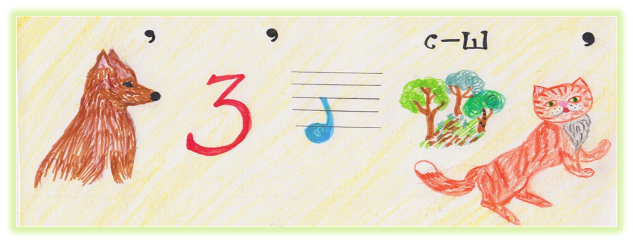 , , с–ш ,
3